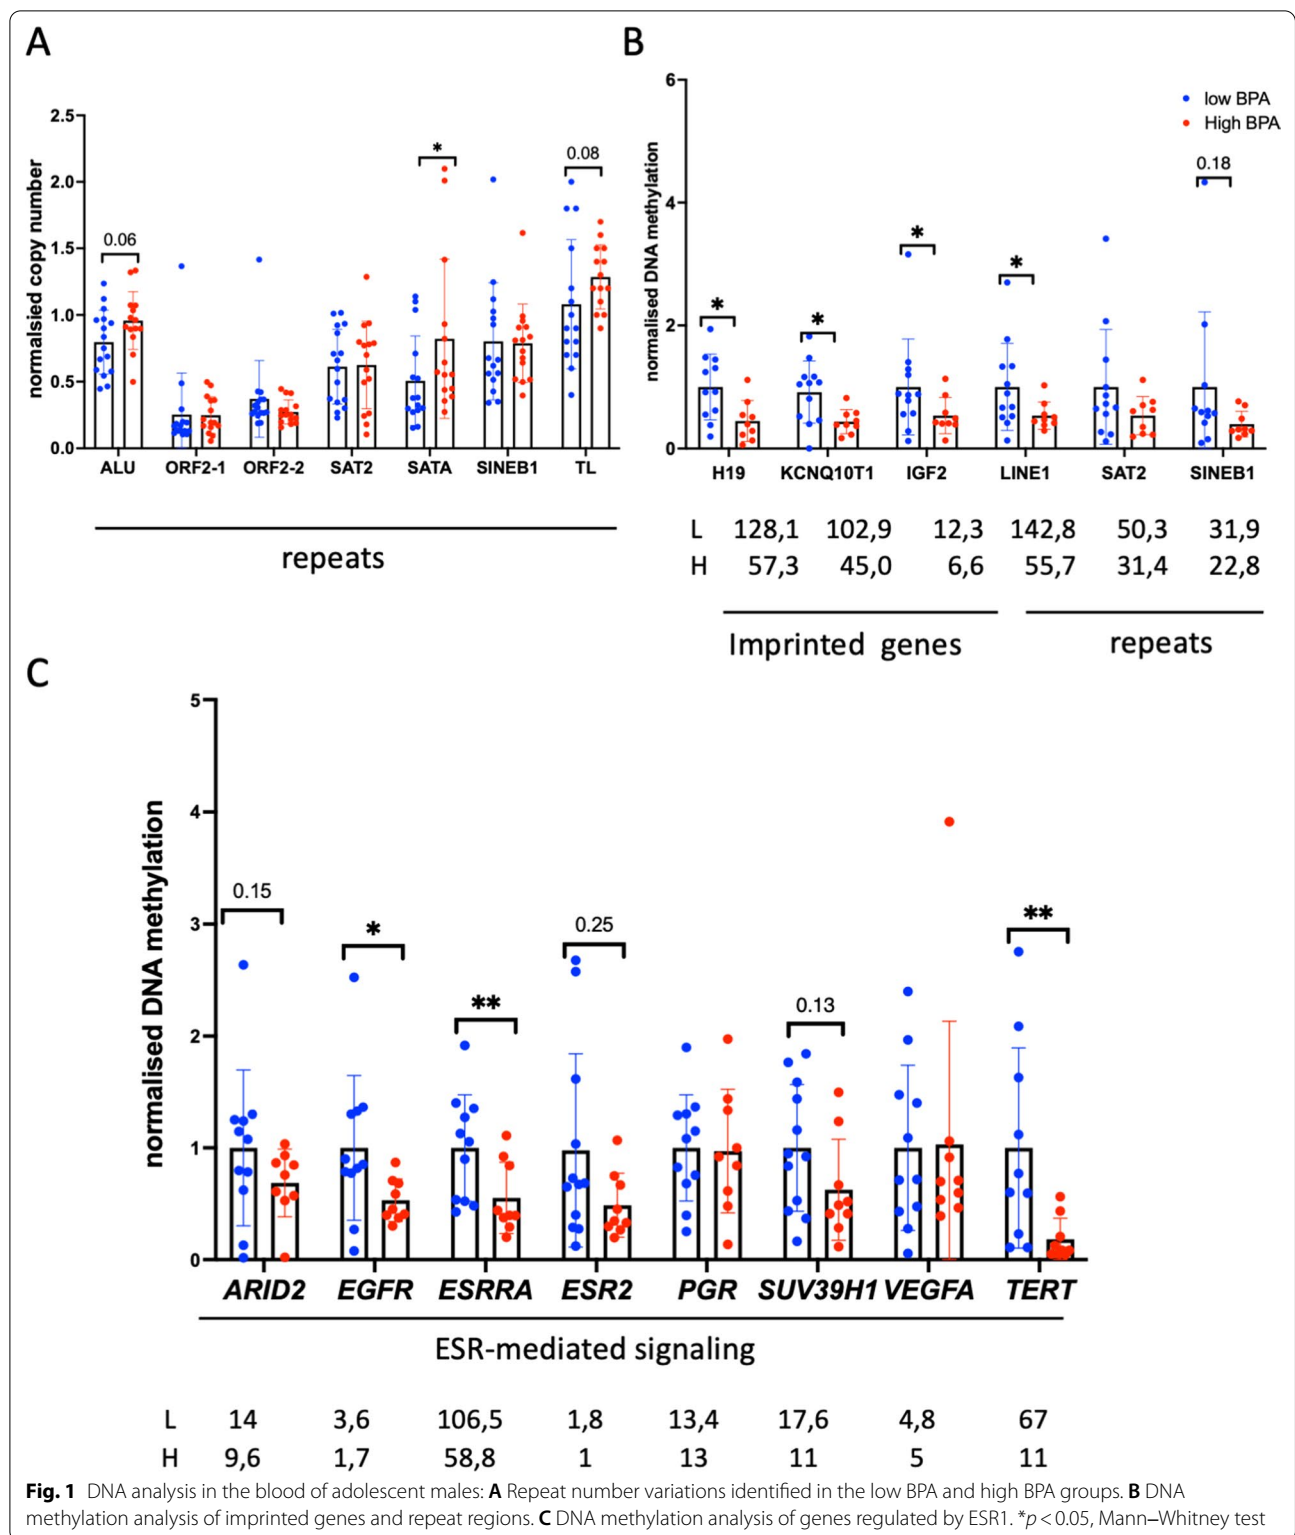 A
normalsied copy number
2.5
2.0
1.5
1.0
0.5
0.0
0.06
*
0.08
ALU ORF2-1 ORF2-2 SAT2 SATA SINEB1 TL
repeats
B
normalised DNA methylation
6
4
2
0
low BPA
High BPA
*
*
*
*
0.18
H19 KCNQ10T1 IGF2 LINE1 SAT2 SINEB1
L 128,1 102,9 12,3 142,8 50,3 31,9
H 57,3 45,0 6,6 55,7 31,4 22,8
Imprinted genes repeats
C
normalised DNA methylation
5
4
3
2
1
0
0.15
*
**
0.25
0.13
**
ARID2 EGFR ESRRA ESR2 PGR SUV39H1 VEGFA TERT
ESR-mediated signaling
L 14 3,6 106,5 1,8 13,4 17,6 4,8 67
H 9,6 1,7 58,8 1 13 11 5 11
Fig. 1 DNA analysis in the blood of adolescent males: A Repeat number variations identified in the low BPA and high BPA groups. B DNA
methylation analysis of imprinted genes and repeat regions. C DNA methylation analysis of genes regulated by ESR1. *p < 0.05, Mann–Whitney test